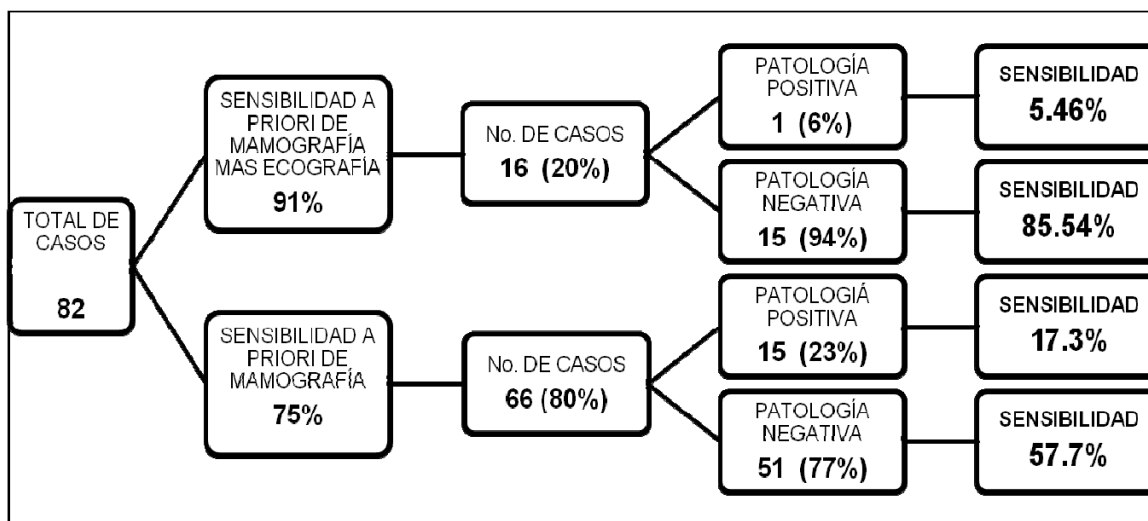 TOTAL DE
CASOS
82
SENSIBILIDAD A
PRIORI DE
MAMOGRAFÍA
MAS ECOGRAFÍA
91%
No. DE CASOS
16 (20%)
PATOLOGÍA
POSITIVA
1 (6%)
SENSIBILIDAD
5.46%
PATOLOGÍA
NEGATIVA
15 (94%)
SENSIBILIDAD
85.54%
SENSIBILIDAD A
PRIORI DE
MAMOGRAFÍA
75%
No. DE CASOS
66 (80%)
PATOLOGIÁ
POSITIVA
15 (23%)
SENSIBILIDAD
17.3%
PATOLOGÍA
NEGATIVA
51 (77%)
SENSIBILIDAD
57.7%